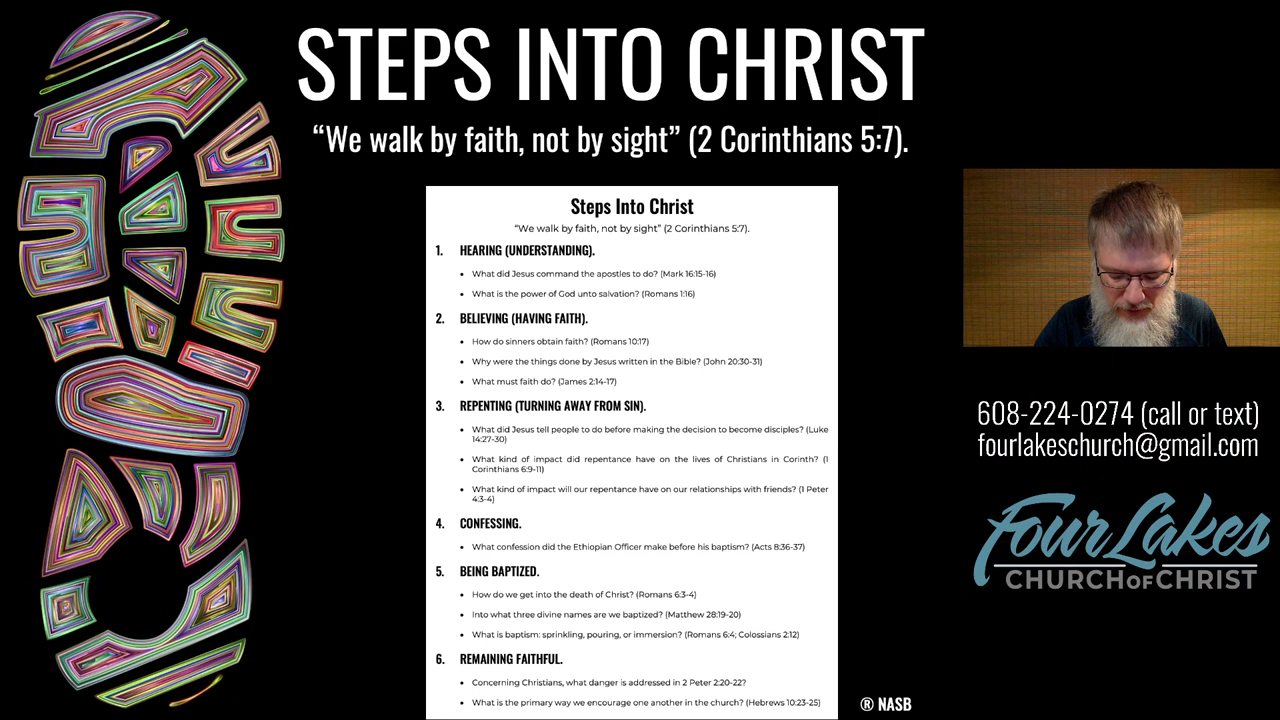 STEPS INTO CHRIST
“We walk by faith, not by sight” (2 Corinthians 5:7).
Steps Into Christ
“We walk by faith, not by sight” (2 Corinthians 5:7).
1. HEARING (UNDERSTANDING).
• What did Jesus command the apostles to do? (Mark 16:15-16)
• What is the power of God unto salvation? (Romans 1:16)
2. BELIEVING (HAVING FAITH).
• How do sinners obtain faith? (Romans 10:17)
• Why were the things done by Jesus written in the Bible? (John 20:30-31)
• What must faith do? (James 2:14-17)
3. REPENTING (TURNING AWAY FROM SIN).
• What did Jesus tell people to do before making the decision to become disciples? (Luke
14:27-30)
• What kind of impact did repentance have on the lives of Christians in Corinth? (1
Corinthians 6:9-11)
• What kind of impact will our repentance have on our relationships with friends? (1 Peter
4:3-4)
4. CONFESSING.
• What confession did the Ethiopian Officer make before his baptism? (Acts 8:36-37)
5. BEING BAPTIZED.
• How do we get into the death of Christ? (Romans 6:3-4)
• Into what three divine names are we baptized? (Matthew 28:19-20)
• What is baptism: sprinkling, pouring, or immersion? (Romans 6:4; Colossians 2:12)
6. REMAINING FAITHFUL.
• Concerning Christians, what danger is addressed in 2 Peter 2:20-22?
• What is the primary way we encourage one another in the church? (Hebrews 10:23-25)
608-224-0274 (call or text)
fourlakeschurch@gmail.com
Four Lakes
CHURCH OF CHRIST
® NASB